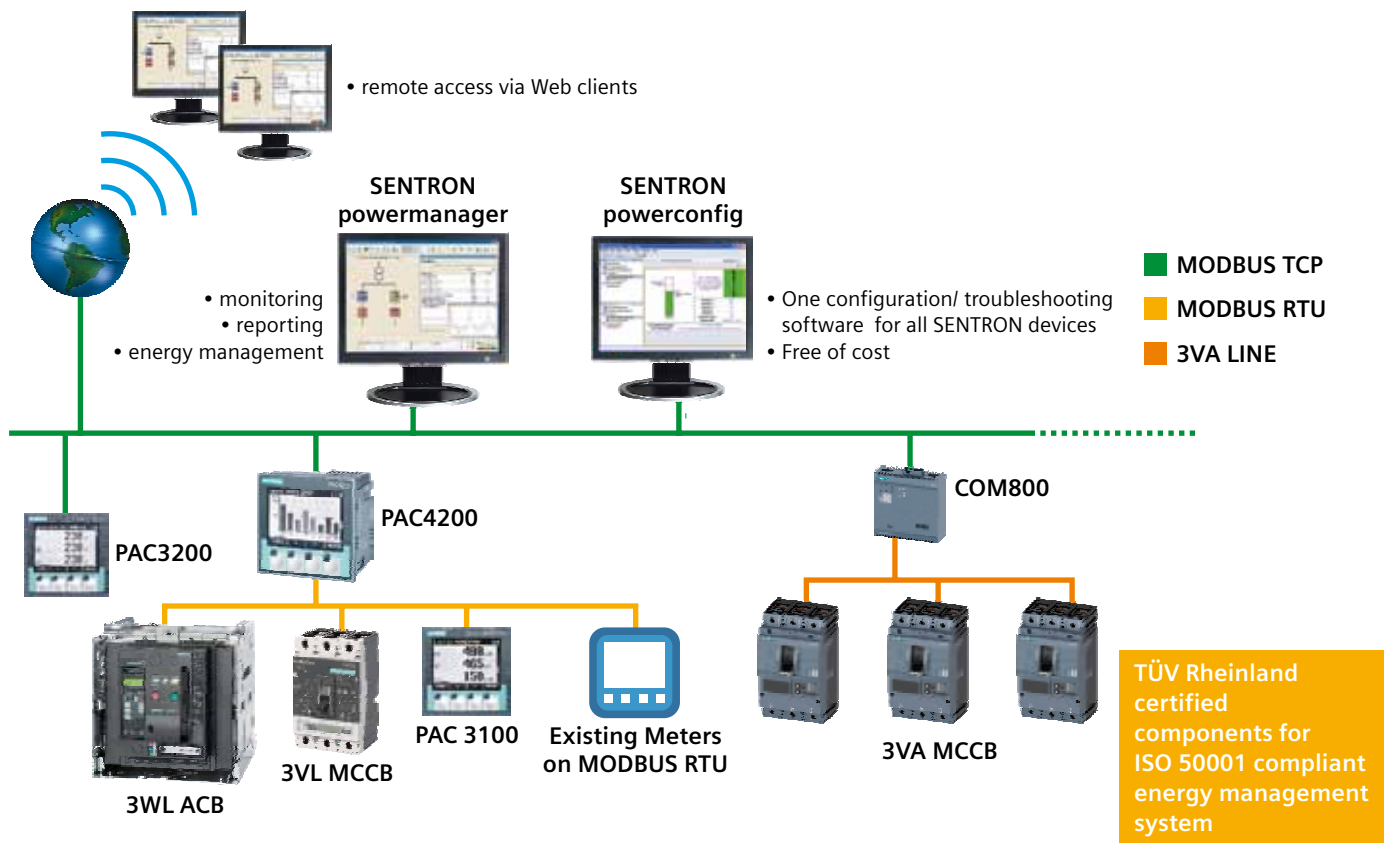 • remote access via Web clients
SENTRON
powermanager
SENTRON
powerconfig
• monitoring
• reporting
• energy management
• One configuration/ troubleshooting
software for all SENTRON devices
• Free of cost
MODBUS TCP
MODBUS RTU
3VA LINE
PAC3200
PAC4200
COM800
3WL ACB
3VL MCCB
PAC 3100
Existing Meters
on MODBUS RTU
3VA MCCB
TÜV Rheinland
certified
components for
ISO 50001 compliant
energy management
system